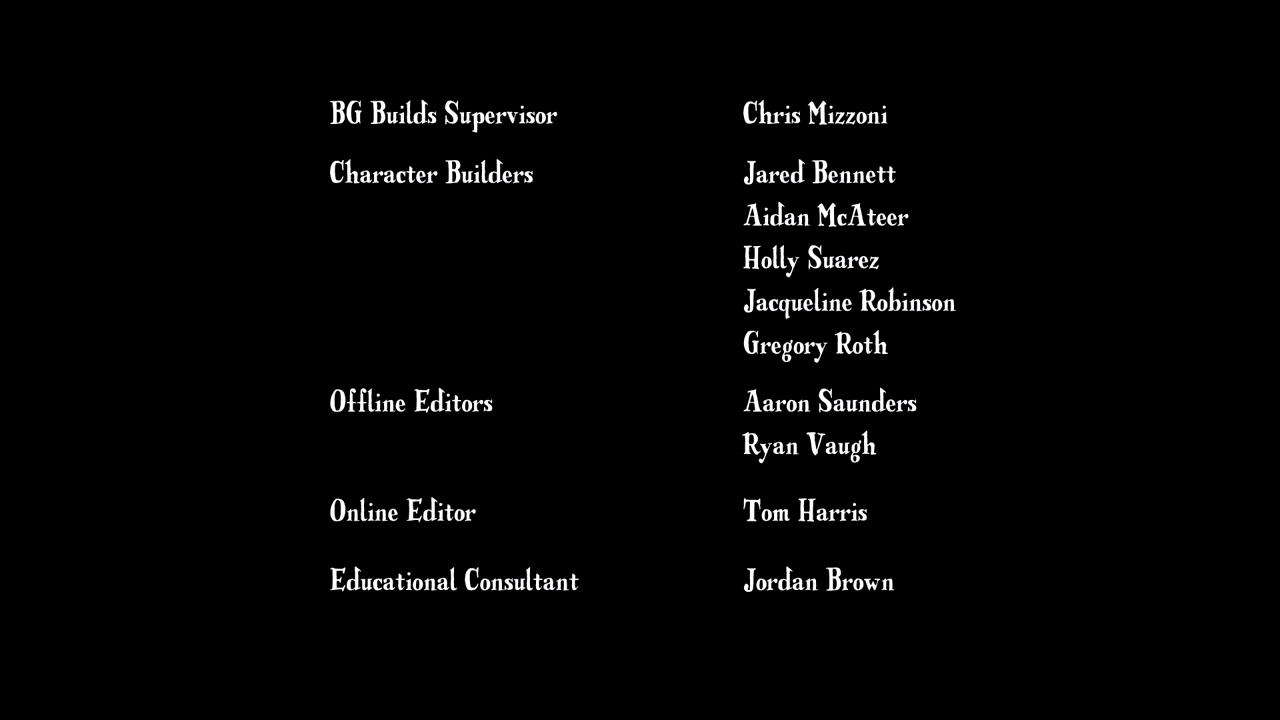 BG Builds Supervisor Chris Mizzoni
Character Builders Jared Bennett
Aidan McAteer
Holly Suarez
Jacqueline Robinson
Gregory Roth
Offline Editors Aaron Saunders
Ryan Vaugh
Online Editor Tom Harris
Educational Consultant Jordan Brown